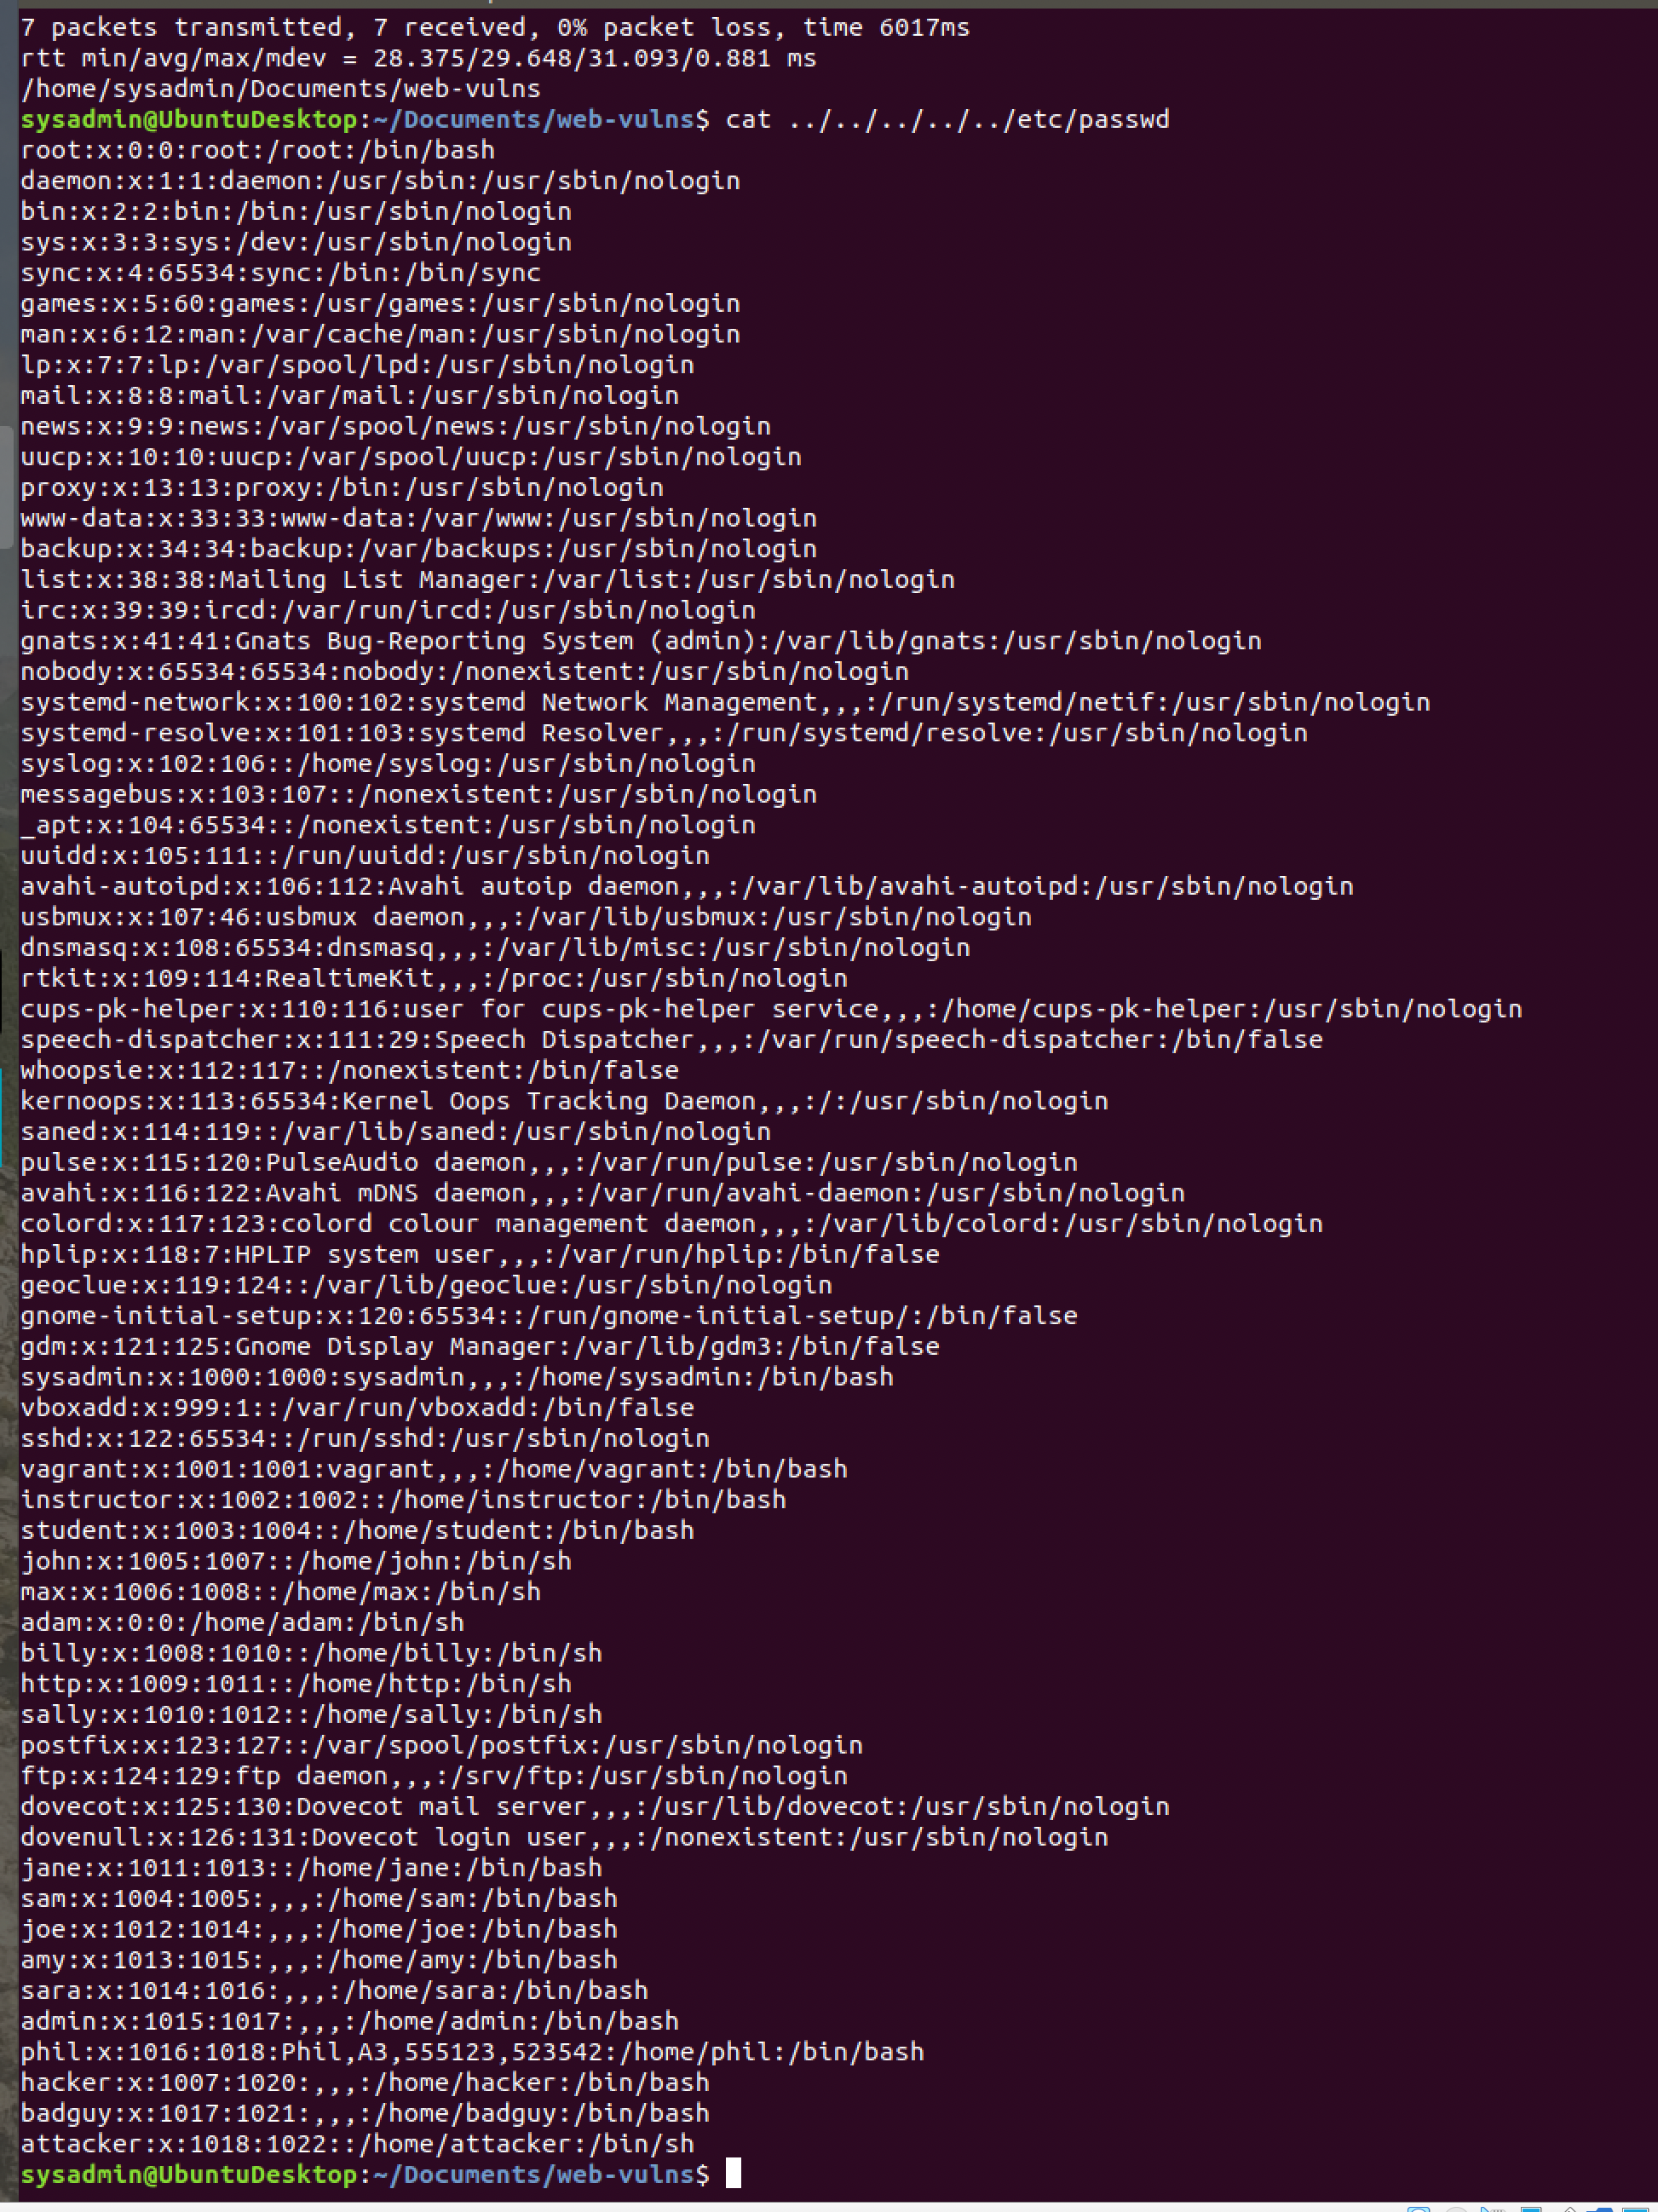 7 packets transmitted, 7 received, 0% packet loss, time 6017ms
rtt min/avg/max/mdev = 28.375/29.648/31.093/0.881 ms
/home/sysadmin/Documents/web-vulns
sysadmin@UbuntuDesktop:~/Documents/web-vulns$ cat ../../../../../etc/passwd
root:x:0:0:root:/root:/bin/bash
daemon:x:1:1:daemon:/usr/sbin:/usr/sbin/nologin
bin:x:2:2:bin:/bin:/usr/sbin/nologin
sys:x:3:3:sys:/dev:/usr/sbin/nologin
sync:x:4:65534:sync:/bin:/bin/sync
games:x:5:60:games:/usr/games:/usr/sbin/nologin
man:x:6:12:man:/var/cache/man:/usr/sbin/nologin
lp:x:7:7:lp:/var/spool/lpd:/usr/sbin/nologin
mail:x:8:8:mail:/var/mail:/usr/sbin/nologin
news:x:9:9:news:/var/spool/news:/usr/sbin/nologin
uucp:x:10:10:uucp:/var/spool/uucp:/usr/sbin/nologin
proxy:x:13:13:proxy:/bin:/usr/sbin/nologin
www-data:x:33:33:www-data:/var/www:/usr/sbin/nologin
backup:x:34:34:backup:/var/backups:/usr/sbin/nologin
list:x:38:38:Mailing List Manager:/var/list:/usr/sbin/nologin
irc:x:39:39:ircd:/var/run/ircd:/usr/sbin/nologin
gnats:x:41:41:Gnats Bug-Reporting System (admin):/var/lib/gnats:/usr/sbin/nologin
nobody:x:65534:65534:nobody:/nonexistent:/usr/sbin/nologin
systemd-network:x:100:102:systemd Network Management,,,:/run/systemd/netif:/usr/sbin/nologin
systemd-resolve:x:101:103:systemd Resolver,,,:/run/systemd/resolve:/usr/sbin/nologin
syslog:x:102:106::/home/syslog:/usr/sbin/nologin
messagebus:x:103:107::/nonexistent:/usr/sbin/nologin
_apt:x:104:65534::/nonexistent:/usr/sbin/nologin
uuidd:x:105:111::/run/uuidd:/usr/sbin/nologin
avahi-autoipd:x:106:112:Avahi autoip daemon,,,:/var/lib/avahi-autoipd:/usr/sbin/nologin
usbmux:x:107:46:usbmux daemon,,,:/var/lib/usbmux:/usr/sbin/nologin
dnsmasq:x:108:65534:dnsmasq,,,:/var/lib/misc:/usr/sbin/nologin
rtkit:x:109:114:RealtimeKit,,,:/proc:/usr/sbin/nologin
cups-pk-helper:x:110:116:user for cups-pk-helper service,,,:/home/cups-pk-helper:/usr/sbin/nologin
speech-dispatcher:x:111:29:Speech Dispatcher,,,:/var/run/speech-dispatcher:/bin/false
whoopsie:x:112:117::/nonexistent:/bin/false
kernoops:x:113:65534:Kernel Oops Tracking Daemon,,,:/:/usr/sbin/nologin
saned:x:114:119::/var/lib/saned:/usr/sbin/nologin
pulse:x:115:120:PulseAudio daemon,,,:/var/run/pulse:/usr/sbin/nologin
avahi:x:116:122:Avahi mDNS daemon,,,:/var/run/avahi-daemon:/usr/sbin/nologin
colord:x:117:123:colord colour management daemon,,,:/var/lib/colord:/usr/sbin/nologin
hplip:x:118:7:HPLIP system user,,,:/var/run/hplip:/bin/false
geoclue:x:119:124::/var/lib/geoclue:/usr/sbin/nologin
gnome-initial-setup:x:120:65534::/run/gnome-initial-setup/:/bin/false
gdm:x:121:125:Gnome Display Manager:/var/lib/gdm3:/bin/false
sysadmin:x:1000:1000:sysadmin,,,:/home/sysadmin:/bin/bash
vboxadd:x:999:1::/var/run/vboxadd:/bin/false
sshd:x:122:65534::/run/sshd:/usr/sbin/nologin
vagrant:x:1001:1001:vagrant,,,:/home/vagrant:/bin/bash
instructor:x:1002:1002::/home/instructor:/bin/bash
student:x:1003:1004::/home/student:/bin/bash
john:x:1005:1007::/home/john:/bin/sh
max:x:1006:1008::/home/max:/bin/sh
adam:x:0:0:/home/adam:/bin/sh
billy:x:1008:1010::/home/billy:/bin/sh
http:x:1009:1011::/home/http:/bin/sh
sally:x:1010:1012::/home/sally:/bin/sh
postfix:x:123:127::/var/spool/postfix:/usr/sbin/nologin
ftp:x:124:129:ftp daemon,,,:/srv/ftp:/usr/sbin/nologin
dovecot:x:125:130:Dovecot mail server,,,:/usr/lib/dovecot:/usr/sbin/nologin
dovenull:x:126:131:Dovecot login user,,,:/nonexistent:/usr/sbin/nologin
jane:x:1011:1013::/home/jane:/bin/bash
sam:x:1004:1005:,,,:/home/sam:/bin/bash
joe:x:1012:1014:,,,:/home/joe:/bin/bash
amy:x:1013:1015:,,,:/home/amy:/bin/bash
sara:x:1014:1016:,,,:/home/sara:/bin/bash
admin:x:1015:1017:,,,:/home/admin:/bin/bash
phil:x:1016:1018:Phil,A3,555123,523542:/home/phil:/bin/bash
hacker:x:1007:1020:,,,:/home/hacker:/bin/bash
badguy:x:1017:1021:,,,:/home/badguy:/bin/bash
attacker:x:1018:1022::/home/attacker:/bin/sh
sysadmin@UbuntuDesktop:~/Documents/web-vulns$